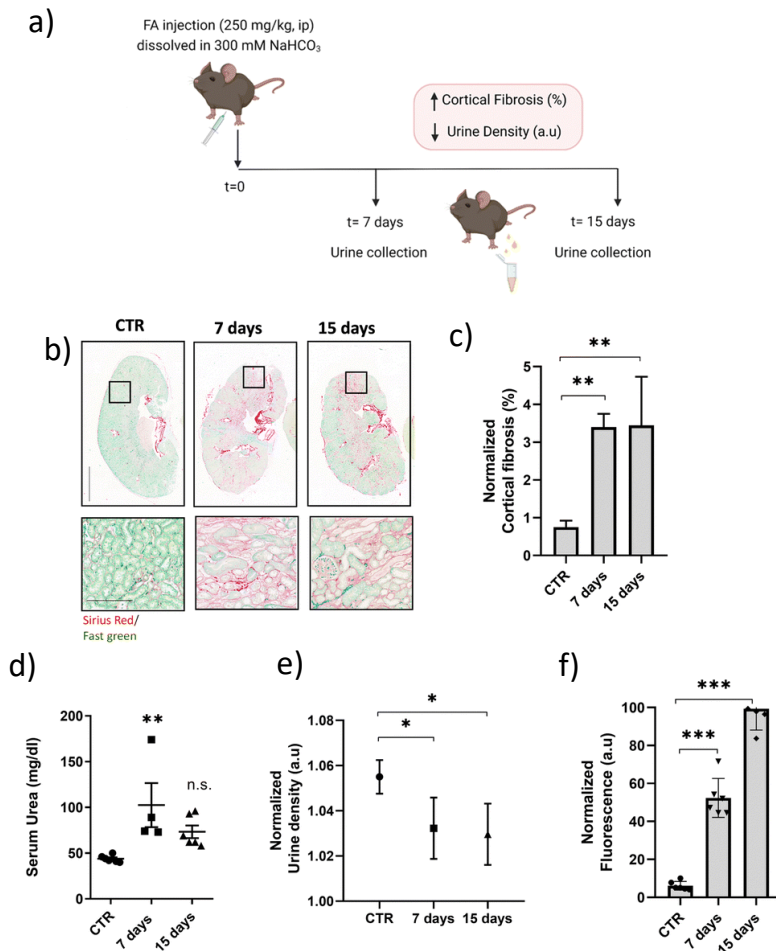 a)
FA injection (250 mg/kg, ip)
dissolved in 300 mM NaHCO₃
↑ Cortical Fibrosis (%)
↓ Urine Density (a.u)
t=0
t= 7 days
Urine collection
t= 15 days
Urine collection
b)
CTR
7 days
15 days
Sirius Red/
Fast green
c)
Normalized
Cortical fibrosis (%)
**
**
5
4
3
2
1
0
CTR
7 days
15 days
d)
Serum Urea (mg/dl)
200
150
100
50
0
**
n.s.
CTR
7 days
15 days
e)
Normalized
Urine density (a.u)
1.08
1.06
1.04
1.02
1.00
*
*
CTR
7 days
15 days
f)
Normalized
Fluorescence (a.u)
100
80
60
40
20
0
***
***
CTR
7 days
15 days